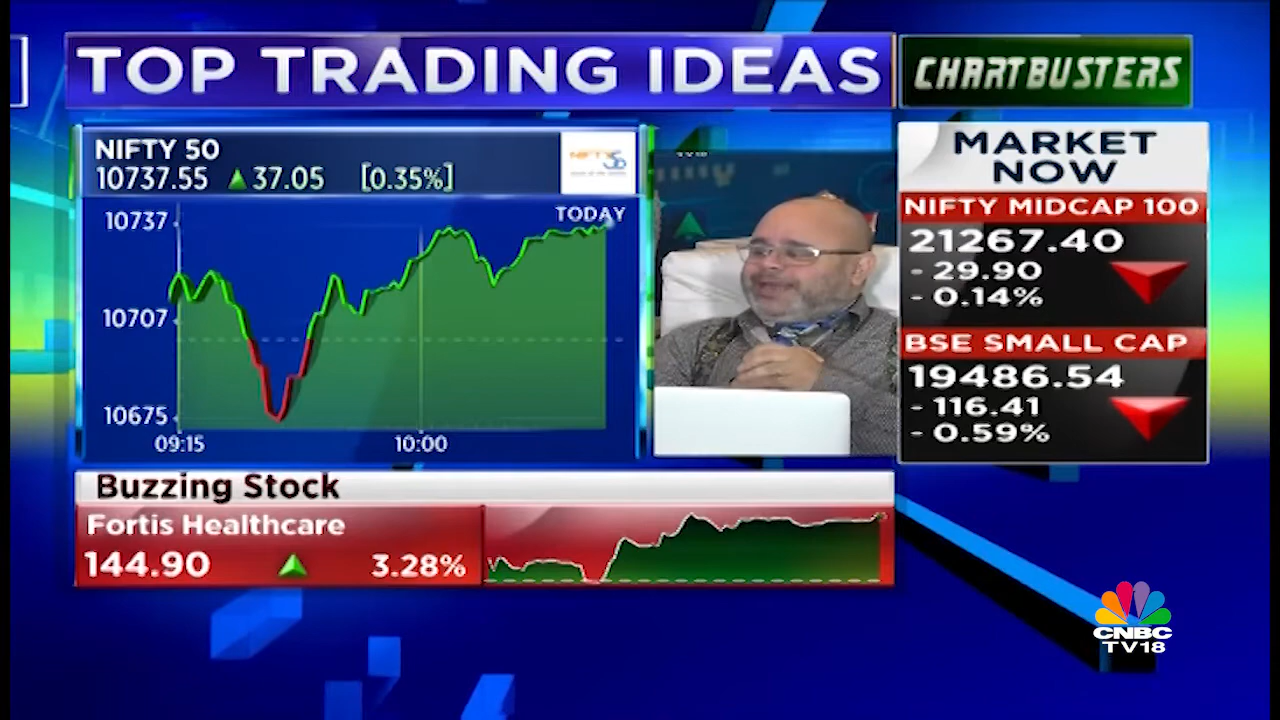 TOP TRADING IDEAS
CHARTBUSTERS
NIFTY 50
10737.55 ▲ 37.05 [0.35%]
TODAY
10737
10707
10675
09:15 10:00
TV18
MARKET
NOW
NIFTY MIDCAP 100
21267.40
- 29.90
- 0.14%
BSE SMALL CAP
19486.54
- 116.41
- 0.59%
Buzzing Stock
Fortis Healthcare
144.90 ▲ 3.28%
CNBC
TV18